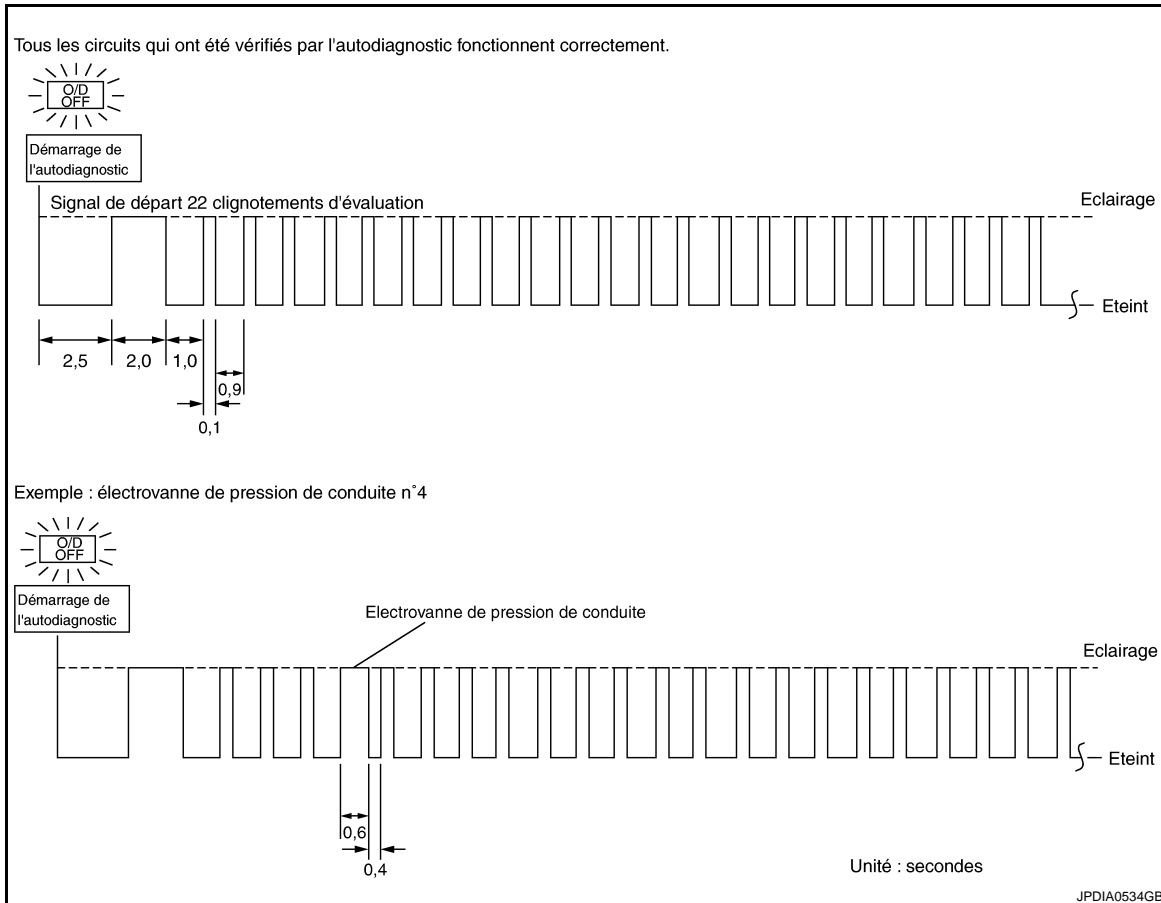 Tous les circuits qui ont été vérifiés par l'autodiagnostic fonctionnent correctement.
O/D
OFF
Démarrage de
l'autodiagnostic
Signal de départ 22 clignotements d'évaluation
Eclairage
Eteint
2,5
2,0
1,0
0,9
0,1
Exemple : électrovanne de pression de conduite n°4
O/D
OFF
Démarrage de
l'autodiagnostic
Electrovanne de pression de conduite
Eclairage
Eteint
0,6
0,4
Unité : secondes
JPDIA0534GB